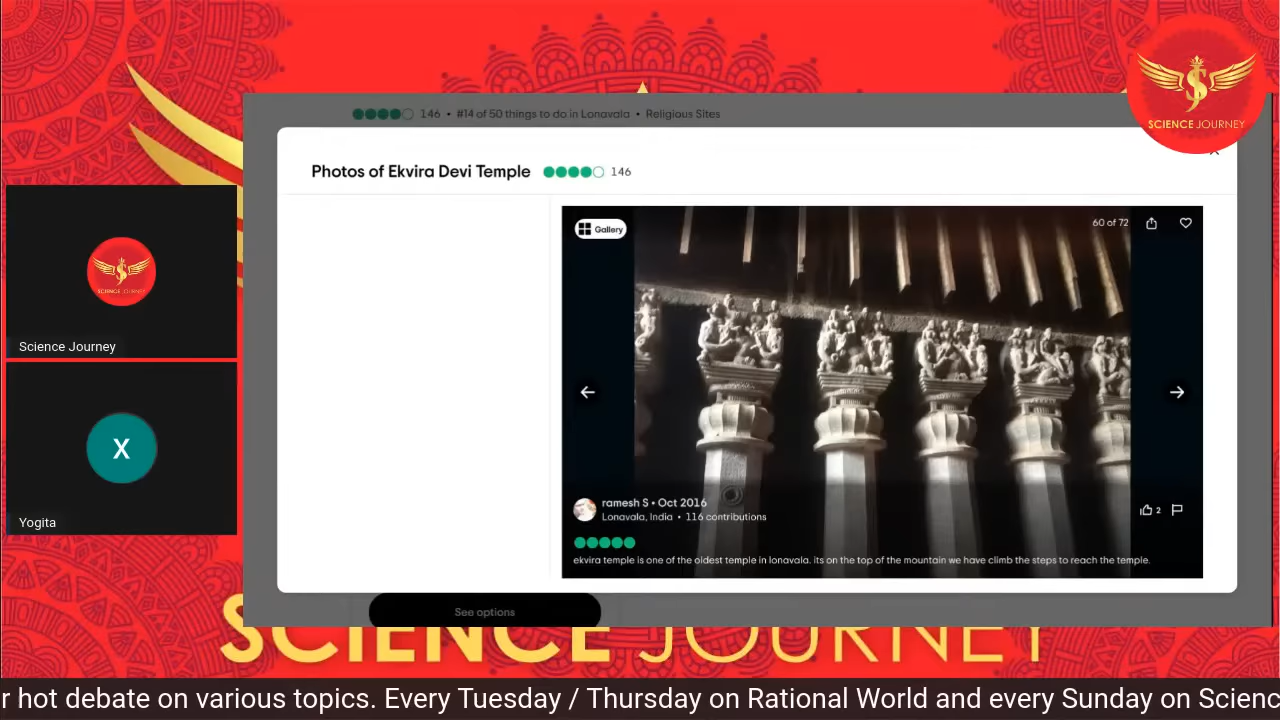 146 • #14 of 50 things to do in Lonavala • Religious Sites
SCIENCE JOURNEY
Photos of Ekvira Devi Temple 146
Gallery
60 of 72
SCIENCE JOURNEY
Science Journey
X
Yogita
ramesh S • Oct 2016
Lonavala, India • 116 contributions
2
ekvira temple is one of the oldest temple in lonavala. its on the top of the mountain we have climb the steps to reach the temple.
See options
SCIENCE JOURNEY
r hot debate on various topics. Every Tuesday / Thursday on Rational World and every Sunday on Scienc